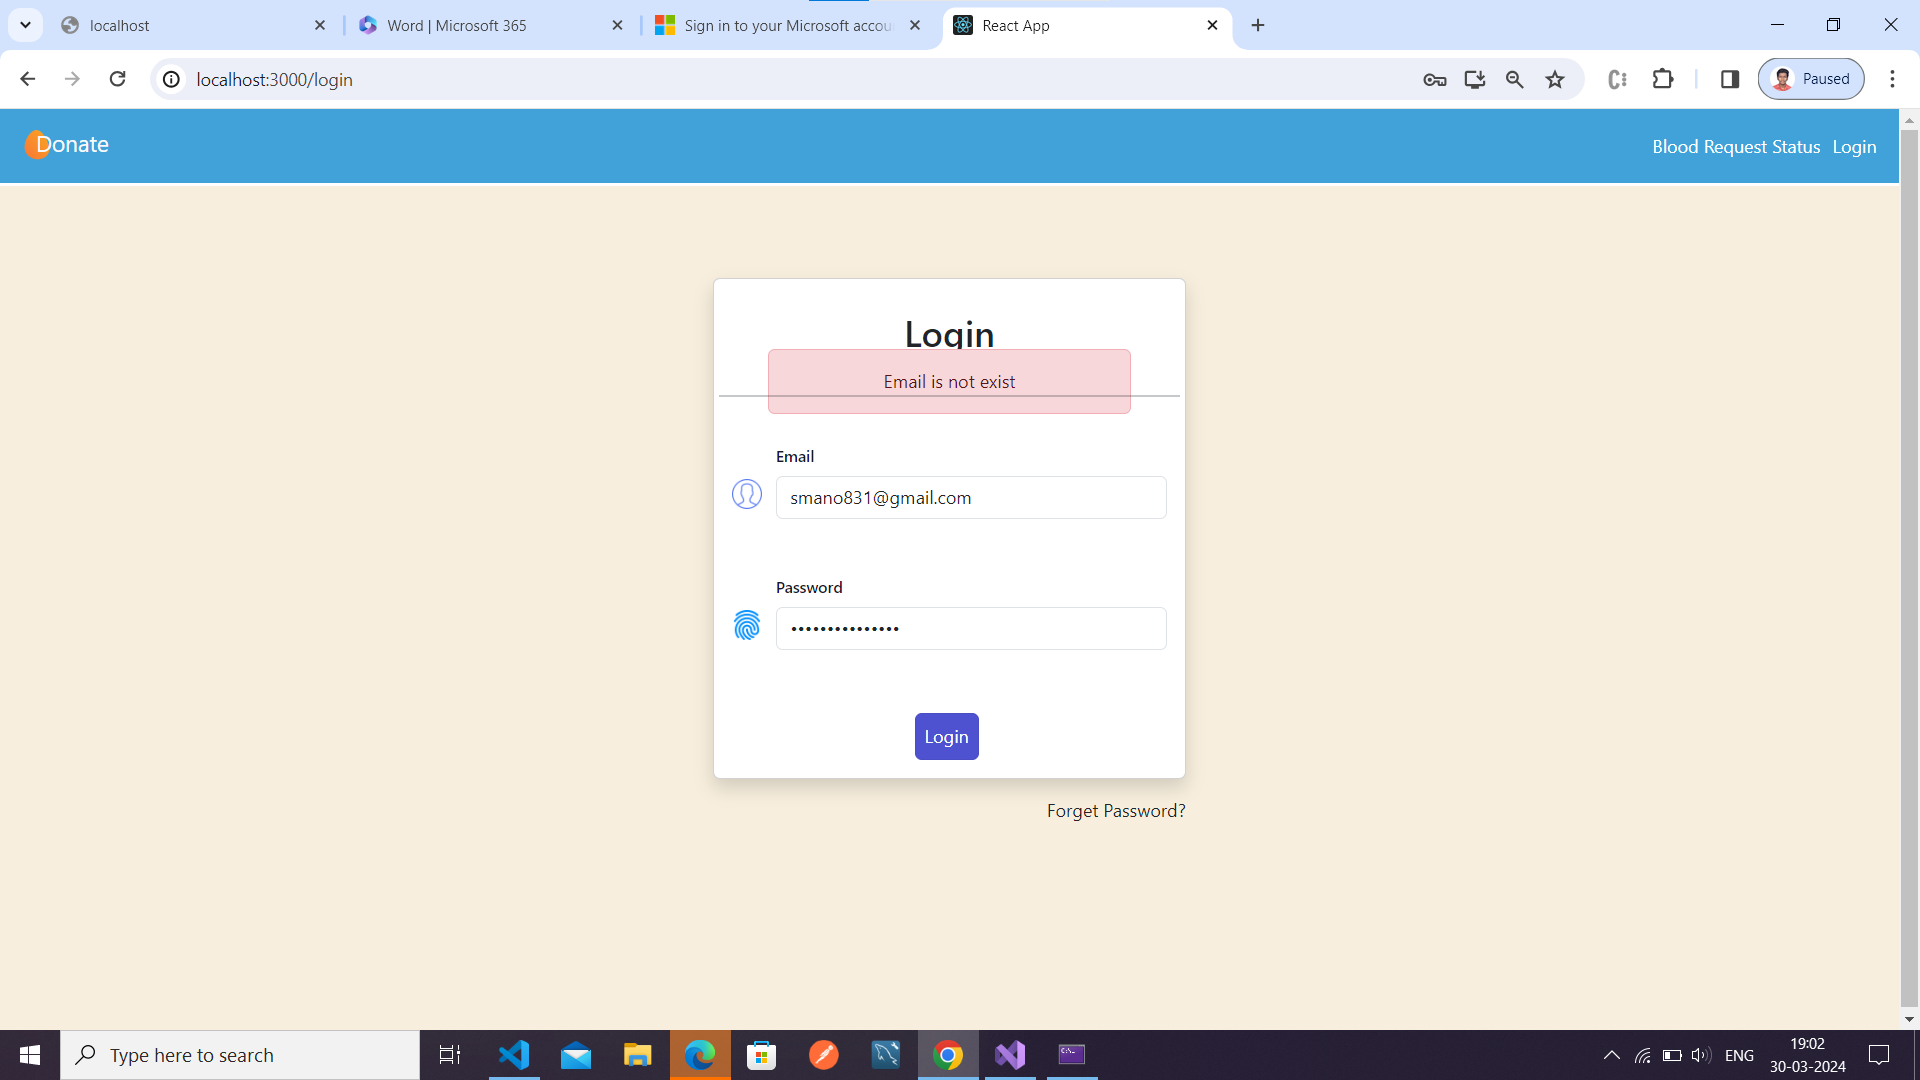 localhost
Word | Microsoft 365
Sign in to your Microsoft accou
React App
localhost:3000/login
Paused
Donate
Blood Request Status
Login
Login
Email is not exist
Email
smano831@gmail.com
Password
•••••••••••••••
Login
Forget Password?
Type here to search
ENG
19:02
30-03-2024